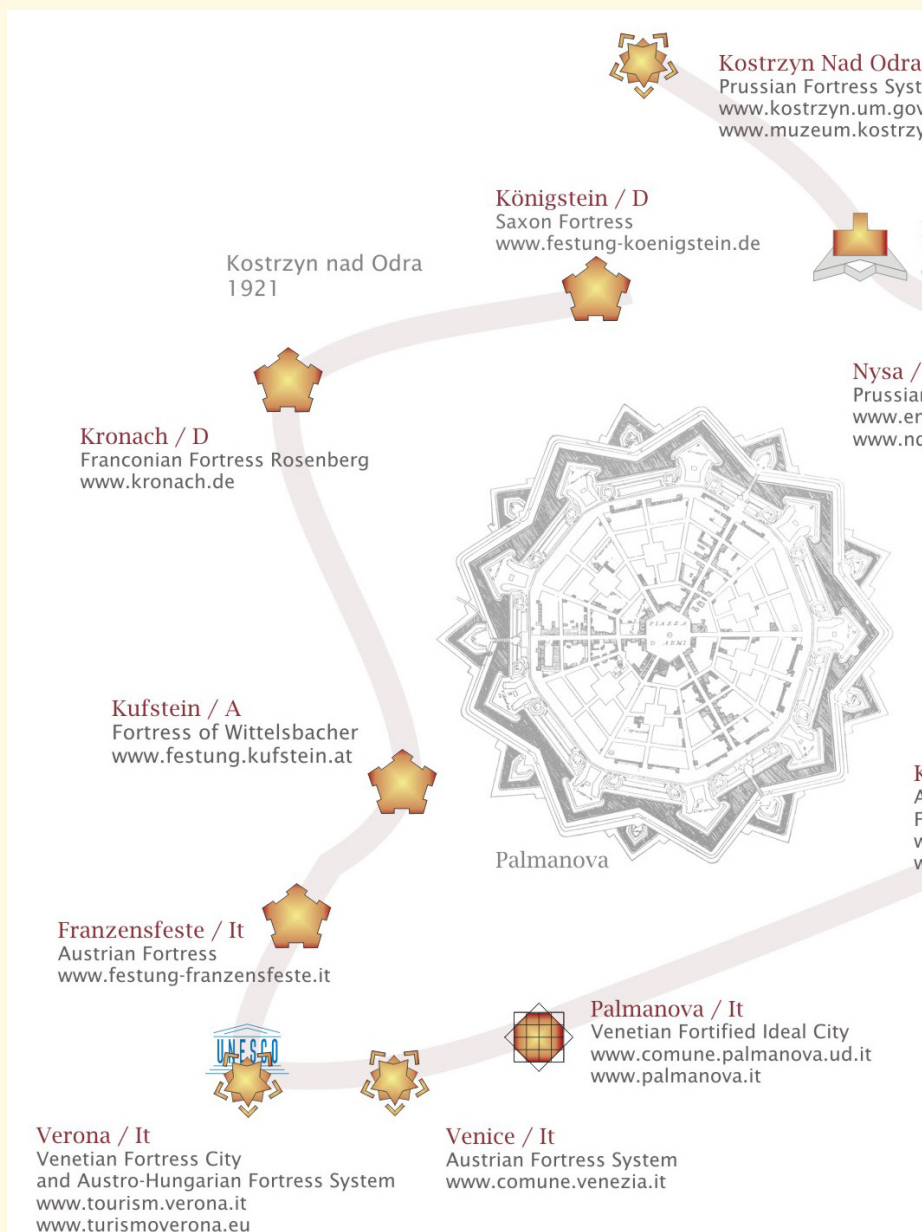 Kostrzyn Nad Odra
Prussian Fortress Syst
www.kostrzyn.um.gov
www.muzeum.kostrzy
Königstein / D
Saxon Fortress
www.festung-koenigstein.de
Kostrzyn nad Odra
1921
Nysa /
Prussian
www.en
www.no
Kronach / D
Franconian Fortress Rosenberg
www.kronach.de
PIAZZA
D ARMI
Kufstein / A
Fortress of Wittelsbacher
www.festung.kufstein.at
K
A
F
w
w
Palmanova
Franzensfeste / It
Austrian Fortress
www.festung-franzensfeste.it
UNESCO
Palmanova / It
Venetian Fortified Ideal City
www.comune.palmanova.ud.it
www.palmanova.it
Verona / It
Venetian Fortress City
and Austro-Hungarian Fortress System
www.tourism.verona.it
www.turismoverona.eu
Venice / It
Austrian Fortress System
www.comune.venezia.it